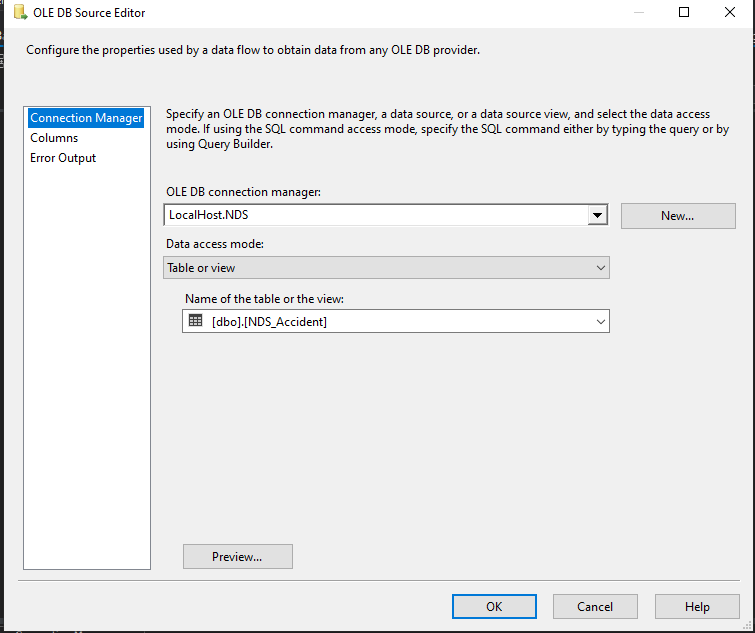 OLE DB Source Editor
Configure the properties used by a data flow to obtain data from any OLE DB provider.
Connection Manager
Columns
Error Output
Specify an OLE DB connection manager, a data source, or a data source view, and select the data access
mode. If using the SQL command access mode, specify the SQL command either by typing the query or by
using Query Builder.
OLE DB connection manager:
LocalHost.NDS
New...
Data access mode:
Table or view
Name of the table or the view:
[dbo].[NDS_Accident]
Preview...
OK
Cancel
Help